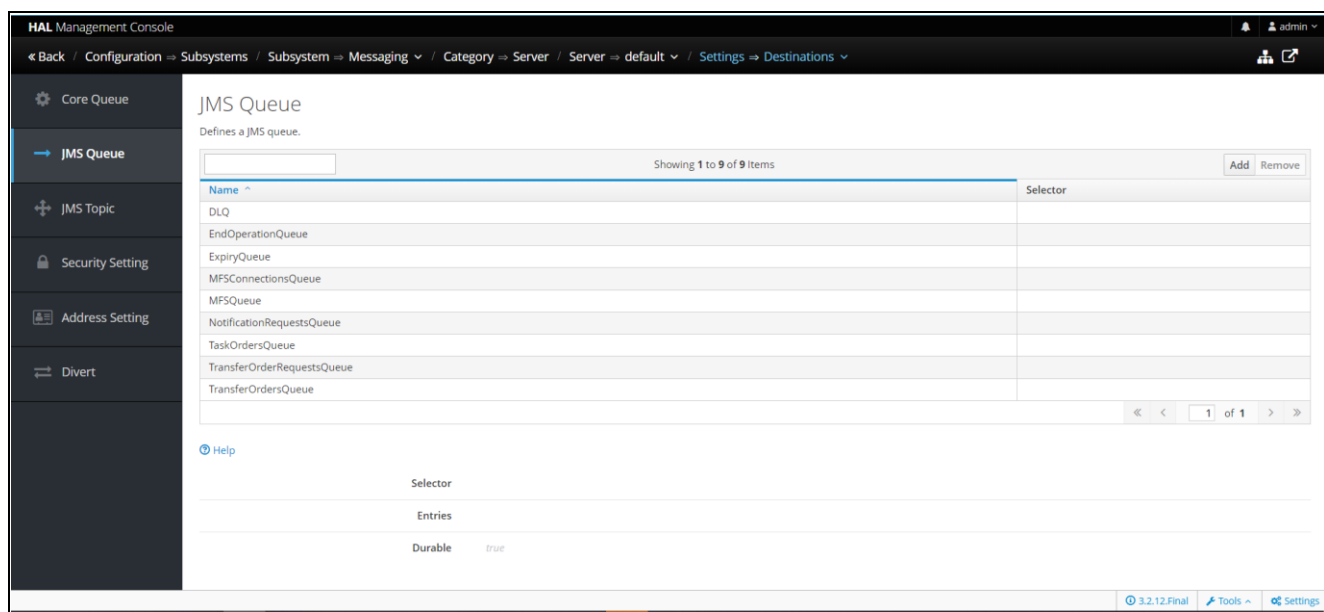 HAL Management Console
admin
« Back / Configuration ⇒ Subsystems / Subsystem ⇒ Messaging / Category ⇒ Server / Server ⇒ default / Settings ⇒ Destinations
Core Queue
JMS Queue
JMS Topic
Security Setting
Address Setting
Divert
JMS Queue
Defines a JMS queue.
Showing 1 to 9 of 9 Items
Add Remove
Name Selector
DLQ
EndOperationQueue
ExpiryQueue
MFSConnectionsQueue
MFSQueue
NotificationRequestsQueue
TaskOrdersQueue
TransferOrderRequestsQueue
TransferOrdersQueue
« < 1 of 1 > »
Help
Selector
Entries
Durable true
3.2.12.Final Tools Settings